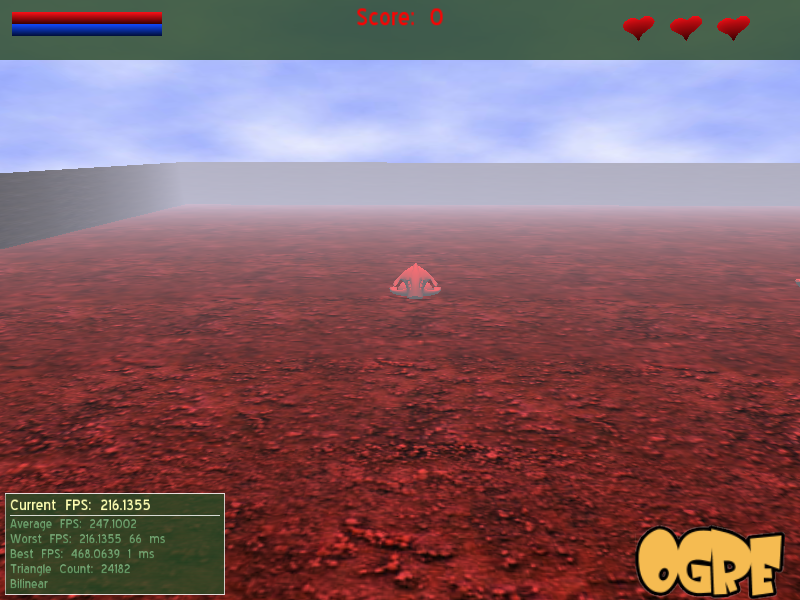 Score: 0
Current FPS: 216.1355
Average FPS: 247.1002
Worst FPS: 216.1355 66 ms
Best FPS: 468.0639 1 ms
Triangle Count: 24182
Bilinear
OGRE